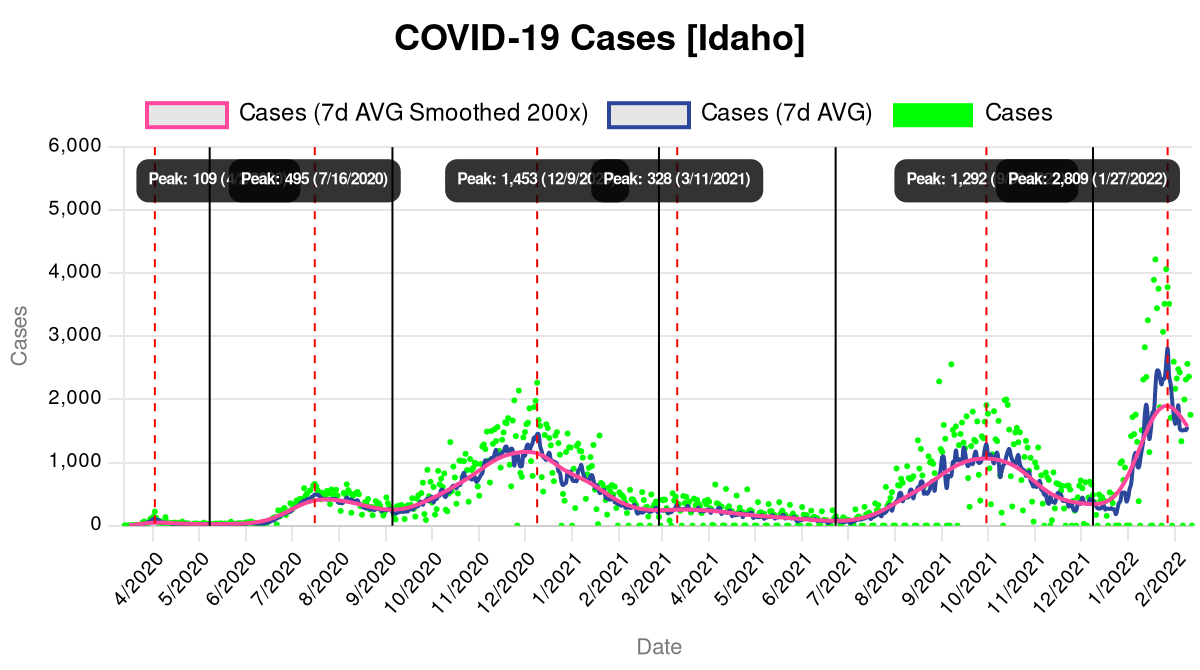 COVID-19 Cases [Idaho]
Cases (7d AVG Smoothed 200x) Cases (7d AVG) Cases
6,000
Peak: 109 Peak: 495 (7/16/2020) Peak: 1,453 (12/9/ Peak: 328 (3/11/2021) Peak: 1,292 Peak: 2,809 (1/27/2022)
5,000
4,000
3,000
2,000
1,000
0
Cases
4/2020 5/2020 6/2020 7/2020 8/2020 9/2020 10/2020 11/2020 12/2020 1/2021 2/2021 3/2021 4/2021 5/2021 6/2021 7/2021 8/2021 9/2021 10/2021 11/2021 12/2021 1/2022 2/2022
Date